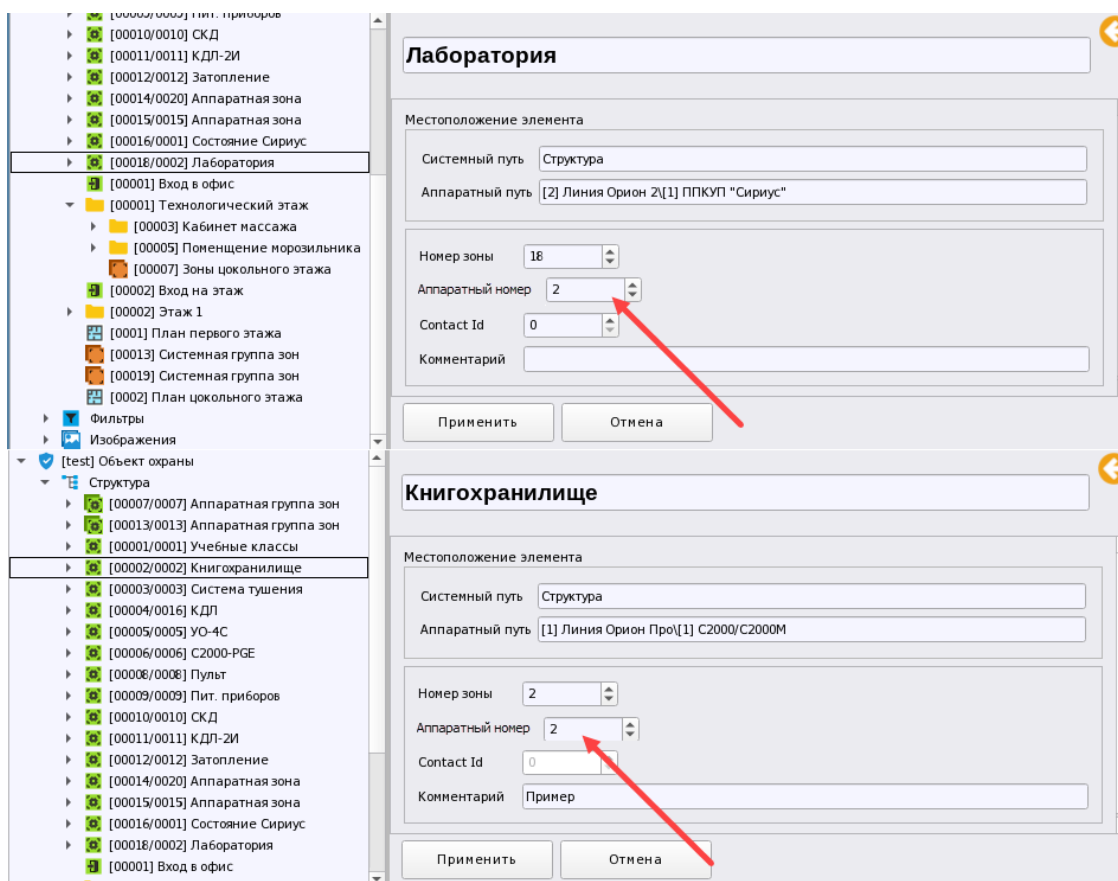 [00009/0009] Пит. приборов
[00010/0010] СКД
[00011/0011] КДЛ-2И
[00012/0012] Затопление
[00014/0020] Аппаратная зона
[00015/0015] Аппаратная зона
[00016/0001] Состояние Сириус
[00018/0002] Лаборатория
[00001] Вход в офис
[00001] Технологический этаж
[00003] Кабинет массажа
[00005] Поменщение морозильника
[00007] Зоны цокольного этажа
[00002] Вход на этаж
[00002] Этаж 1
[0001] План первого этажа
[00013] Системная группа зон
[00019] Системная группа зон
[0002] План цокольного этажа
Фильтры
Изображения
Лаборатория
Местоположение элемента
Системный путь Структура
Аппаратный путь [2] Линия Орион 2\[1] ППКУП "Сириус"
Номер зоны 18
Аппаратный номер 2
Contact Id 0
Комментарий
Применить Отмена
[test] Объект охраны
Структура
[00007/0007] Аппаратная группа зон
[00013/0013] Аппаратная группа зон
[00001/0001] Учебные классы
[00002/0002] Книгохранилище
[00003/0003] Система тушения
[00004/0016] КДЛ
[00005/0005] УО-4С
[00006/0006] С2000-PGE
[00008/0008] Пульт
[00009/0009] Пит. приборов
[00010/0010] СКД
[00011/0011] КДЛ-2И
[00012/0012] Затопление
[00014/0020] Аппаратная зона
[00015/0015] Аппаратная зона
[00016/0001] Состояние Сириус
[00018/0002] Лаборатория
[00001] Вход в офис
Книгохранилище
Местоположение элемента
Системный путь Структура
Аппаратный путь [1] Линия Орион Про\[1] С2000/С2000М
Номер зоны 2
Аппаратный номер 2
Contact Id 0
Комментарий Пример
Применить Отмена